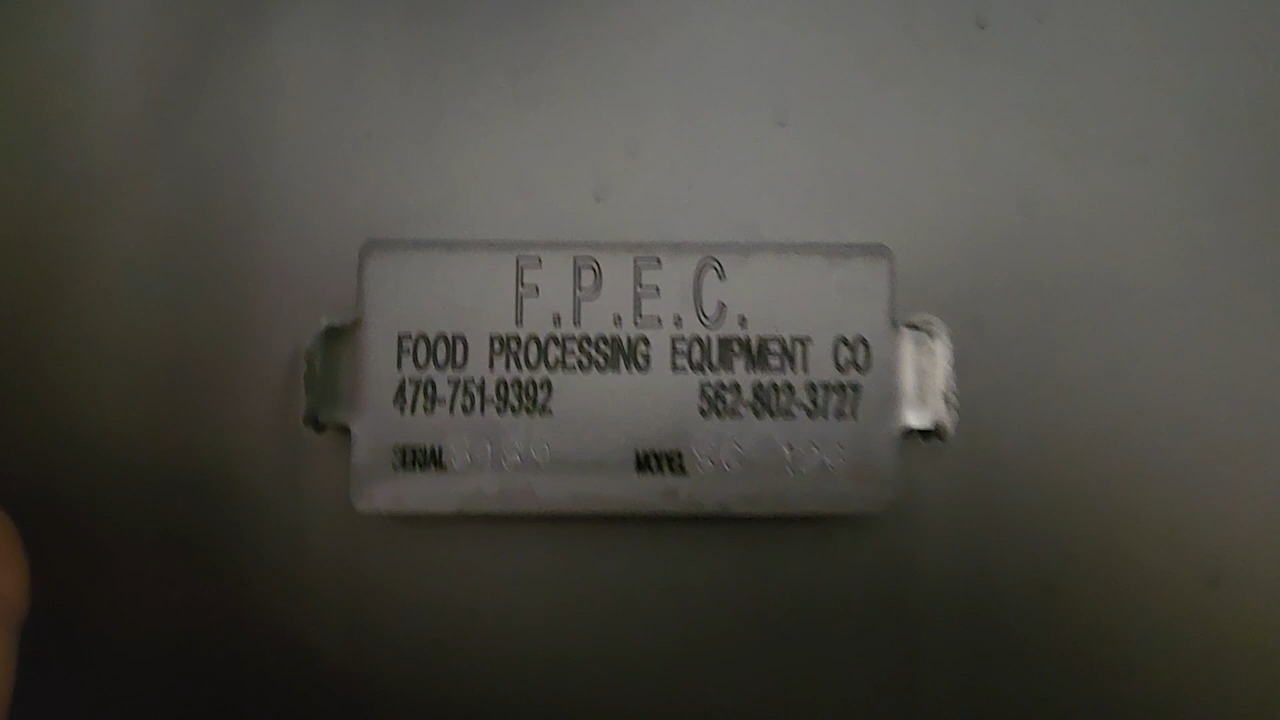 F.P.E.C.
FOOD PROCESSING EQUIPMENT CO
479-751-9392 562-802-3727
SERIAL MODEL